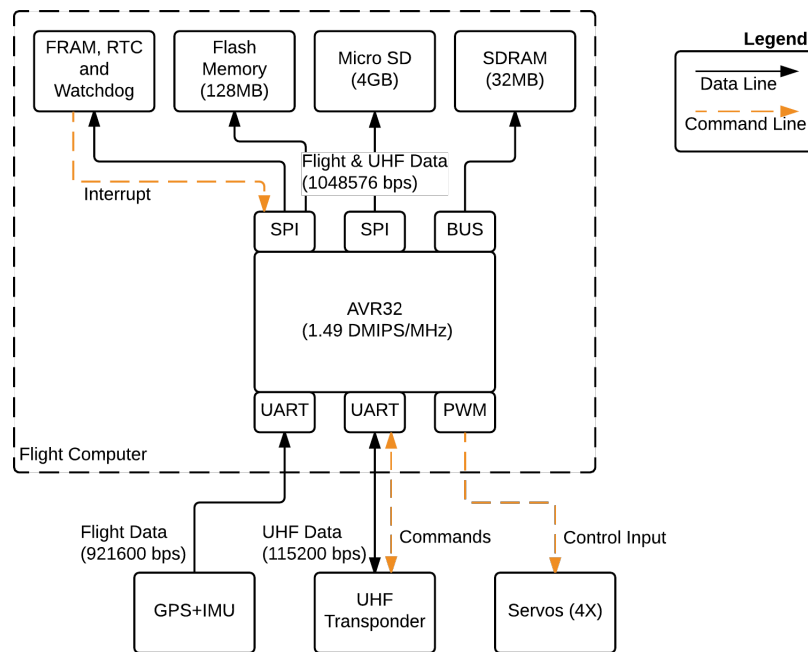 Legend
Data Line
Command Line
FRAM, RTC
and
Watchdog
Flash
Memory
(128MB)
Micro SD
(4GB)
SDRAM
(32MB)
Interrupt
Flight & UHF Data
(1048576 bps)
SPI
SPI
BUS
AVR32
(1.49 DMIPS/MHz)
UART
UART
PWM
Flight Computer
Flight Data
(921600 bps)
UHF Data
(115200 bps)
Commands
Control Input
GPS+IMU
UHF
Transponder
Servos (4X)